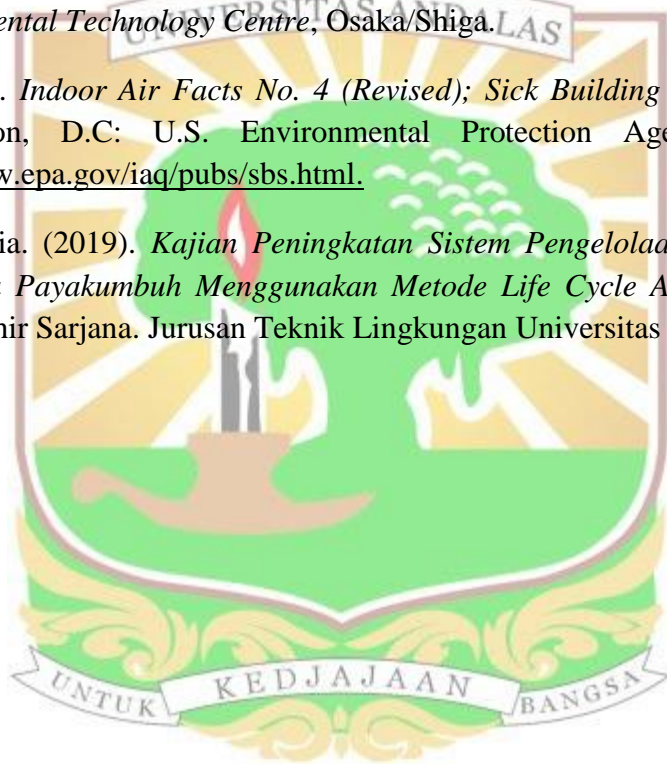 ental Technology Centre, Osaka/Shiga.
UNIVERSITAS ANDALAS
. Indoor Air Facts No. 4 (Revised); Sick Building
on, D.C: U.S. Environmental Protection Age
w.epa.gov/iaq/pubs/sbs.html.
ia. (2019). Kajian Peningkatan Sistem Pengelolaa
Payakumbuh Menggunakan Metode Life Cycle A
hir Sarjana. Jurusan Teknik Lingkungan Universitas
UNTUK KEDJAJAAN BANGSA